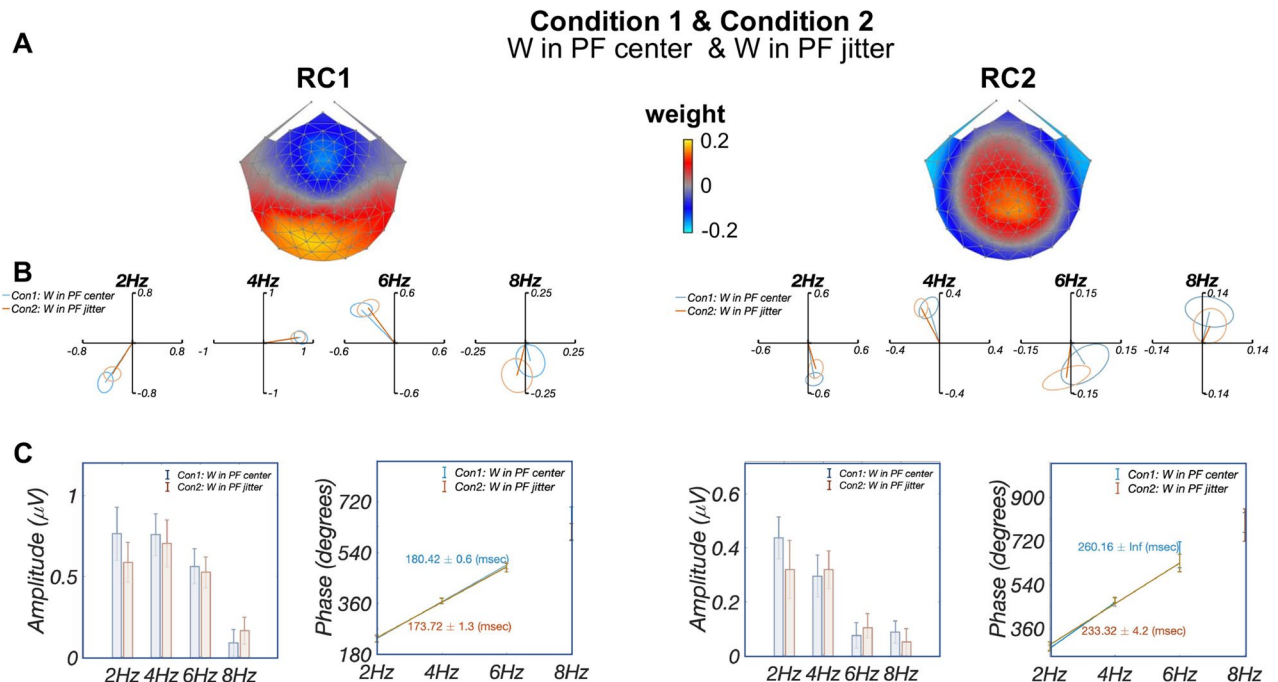 Condition 1 & Condition 2
A
W in PF center & W in PF jitter
RC1
RC2
weight
0.2
0
-0.2
B
2Hz
4Hz
6Hz
8Hz
Con1: W in PF center
Con2: W in PF jitter
0.8
-0.8
0.8
-0.8
1
-1
1
-1
0.6
-0.6
0.6
-0.6
0.25
-0.25
0.25
-0.25
2Hz
4Hz
6Hz
8Hz
Con1: W in PF center
Con2: W in PF jitter
0.6
-0.6
0.6
0.6
0.4
-0.4
0.4
-0.4
0.15
-0.15
0.15
0.15
0.14
-0.14
0.14
0.14
C
Amplitude (μV)
1
0.5
0
Con1: W in PF center
Con2: W in PF jitter
2Hz 4Hz 6Hz 8Hz
Phase (degrees)
720
540
360
180
Con1: W in PF center
Con2: W in PF jitter
180.42 ± 0.6 (msec)
173.72 ± 1.3 (msec)
2Hz 4Hz 6Hz 8Hz
Amplitude (μV)
0.6
0.4
0.2
0
Con1: W in PF center
Con2: W in PF jitter
2Hz 4Hz 6Hz 8Hz
Phase (degrees)
900
720
540
360
Con1: W in PF center
Con2: W in PF jitter
260.16 ± Inf (msec)
233.32 ± 4.2 (msec)
2Hz 4Hz 6Hz 8Hz